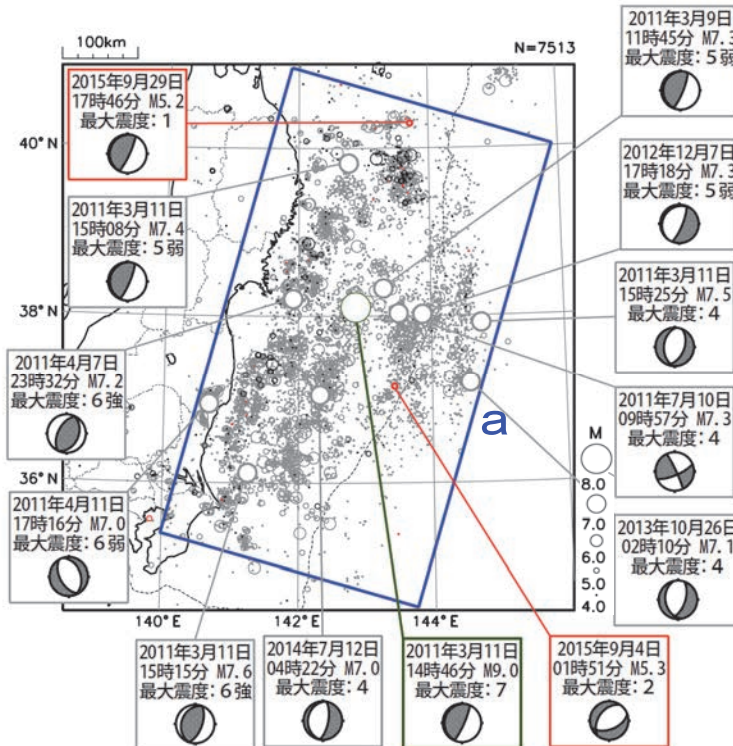 100km
N=7513
2011年3月9日
11時45分 M7.3
最大震度：5弱
2015年9月29日
17時46分 M5.2
最大震度：1
40°N
2012年12月7日
17時18分 M7.3
最大震度：5弱
2011年3月11日
15時08分 M7.4
最大震度：5弱
2011年3月11日
15時25分 M7.5
最大震度：4
38°N
2011年4月7日
23時32分 M7.2
最大震度：6強
2011年7月10日
09時57分 M7.3
最大震度：4
a
M
8.0
7.0
6.0
5.0
4.0
36°N
2011年4月11日
17時16分 M7.0
最大震度：6弱
2013年10月26日
02時10分 M7.1
最大震度：4
140°E
142°E
144°E
2011年3月11日
15時15分 M7.6
最大震度：6強
2014年7月12日
04時22分 M7.0
最大震度：4
2011年3月11日
14時46分 M9.0
最大震度：7
2015年9月4日
01時51分 M5.3
最大震度：2